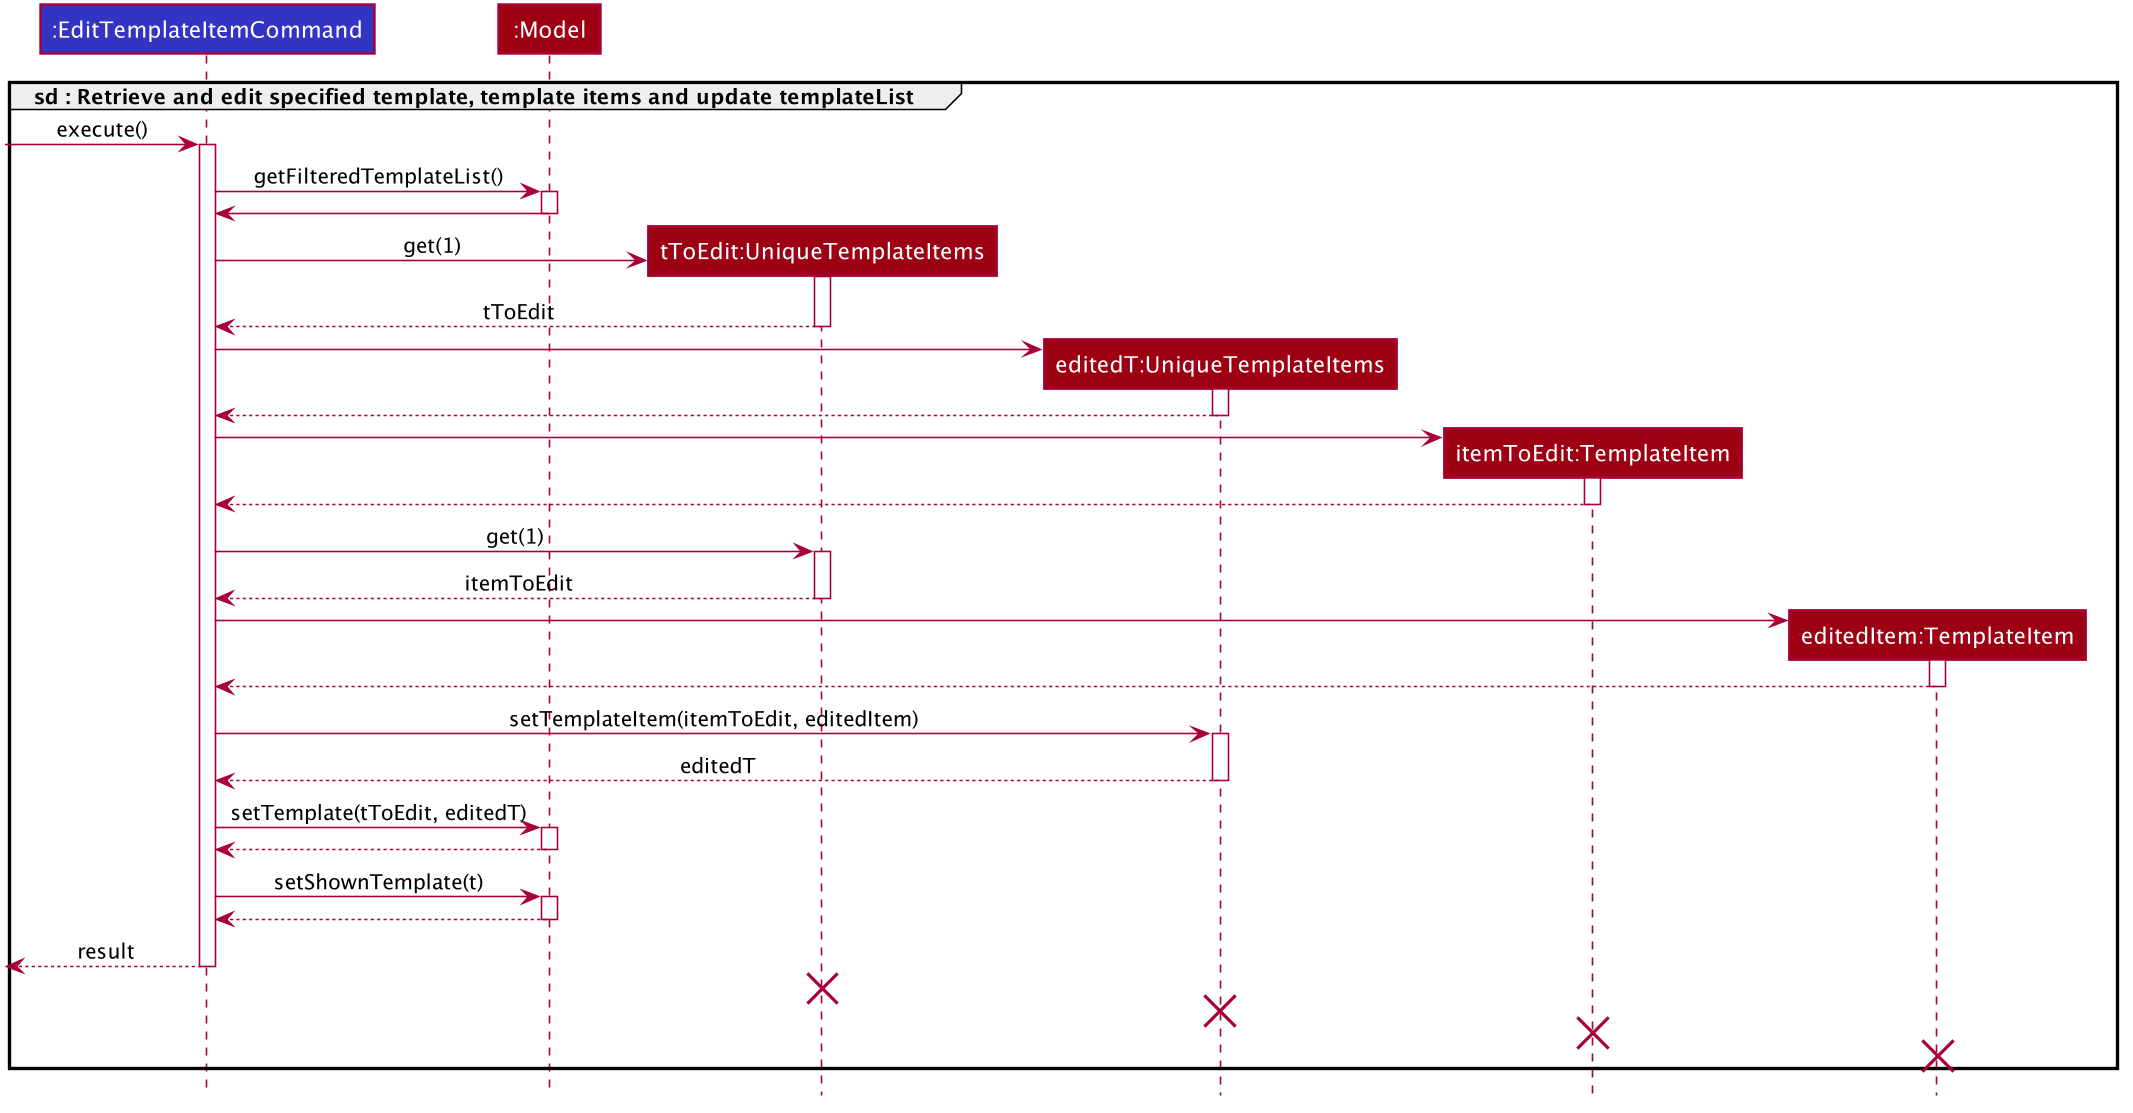 :EditTemplateItemCommand
:Model
sd : Retrieve and edit specified template, template items and update templateList
execute()
getFilteredTemplateList()
get(1)
tToEdit:UniqueTemplateItems
tToEdit
editedT:UniqueTemplateItems
itemToEdit:TemplateItem
get(1)
itemToEdit
editedItem:TemplateItem
setTemplateItem(itemToEdit, editedItem)
editedT
setTemplate(tToEdit, editedT)
setShownTemplate(t)
result